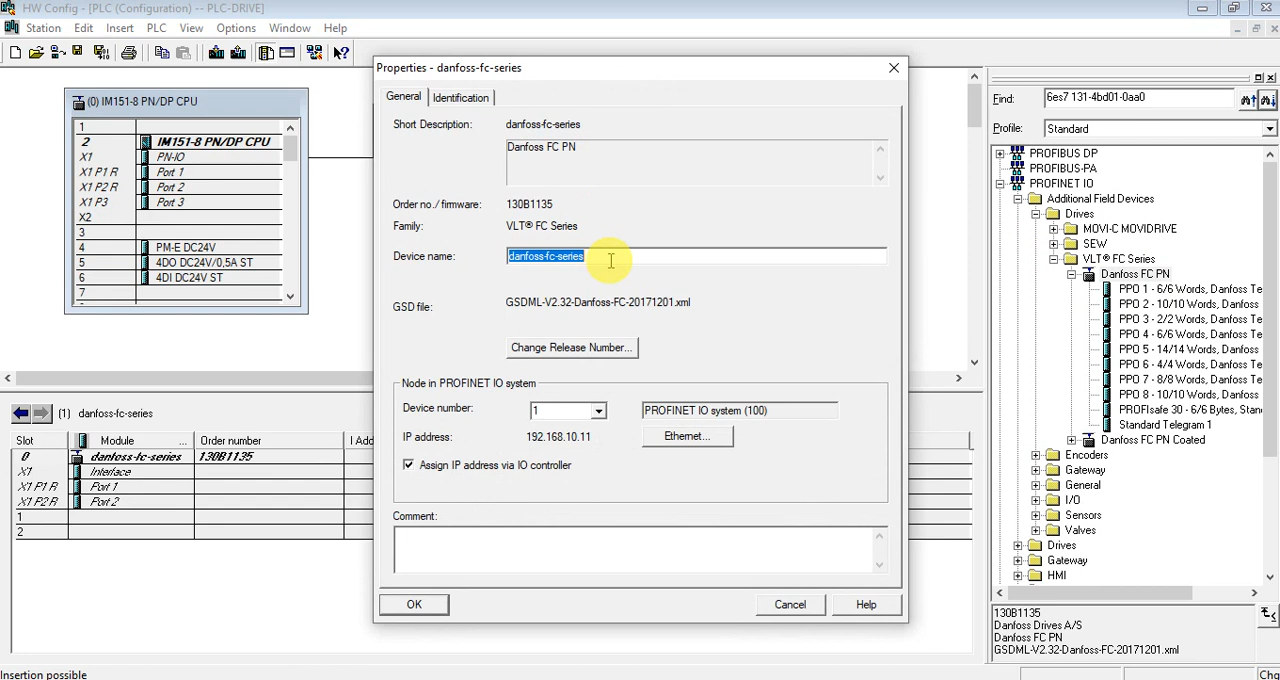 HW Config - [PLC (Configuration) -- PLC-DRIVE]
Station Edit Insert PLC View Options Window Help
(0) IM151-8 PN/DP CPU
1
2 IM151-8 PN/DP CPU
X1 PN-IO
X1 P1 R Port 1
X1 P2 R Port 2
X1 P3 Port 3
X2
3
4 PM-E DC24V
5 4DO DC24V/0,5A ST
6 4DI DC24V ST
7
Properties - danfoss-fc-series
General Identification
Short Description: danfoss-fc-series
Danfoss FC PN
Order no./ firmware: 130B1135
Family: VLT® FC Series
Device name: danfoss-fc-series
GSD file: GSDML-V2.32-Danfoss-FC-20171201.xml
Change Release Number...
Node in PROFINET IO system
Device number: 1 PROFINET IO system (100)
IP address: 192.168.10.11 Ethernet...
Assign IP address via IO controller
Comment:
OK Cancel Help
Find: 6es7 131-4bd01-0aa0
Profile: Standard
PROFIBUS DP
PROFIBUS-PA
PROFINET IO
Additional Field Devices
Drives
MOVI-C MOVIDRIVE
SEW
VLT® FC Series
Danfoss FC PN
PPO 1 - 6/6 Words, Danfoss Te
PPO 2 - 10/10 Words, Danfoss
PPO 3 - 2/2 Words, Danfoss Te
PPO 4 - 6/6 Words, Danfoss Te
PPO 5 - 14/14 Words, Danfoss
PPO 6 - 4/4 Words, Danfoss Te
PPO 7 - 8/8 Words, Danfoss Te
PPO 8 - 10/10 Words, Danfoss
PROFIsafe 30 - 6/6 Bytes, Stan
Standard Telegram 1
Danfoss FC PN Coated
Encoders
Gateway
General
I/O
Sensors
Valves
Drives
Gateway
HMI
130B1135
Danfoss Drives A/S
Danfoss FC PN
GSDML-V2.32-Danfoss-FC-20171201.xml
(1) danfoss-fc-series
Slot Module ... Order number I Add
0 danfoss-fc-series 130B1135
X1 Interface
X1 P1 R Port 1
X1 P2 R Port 2
1
2
Insertion possible
Chg